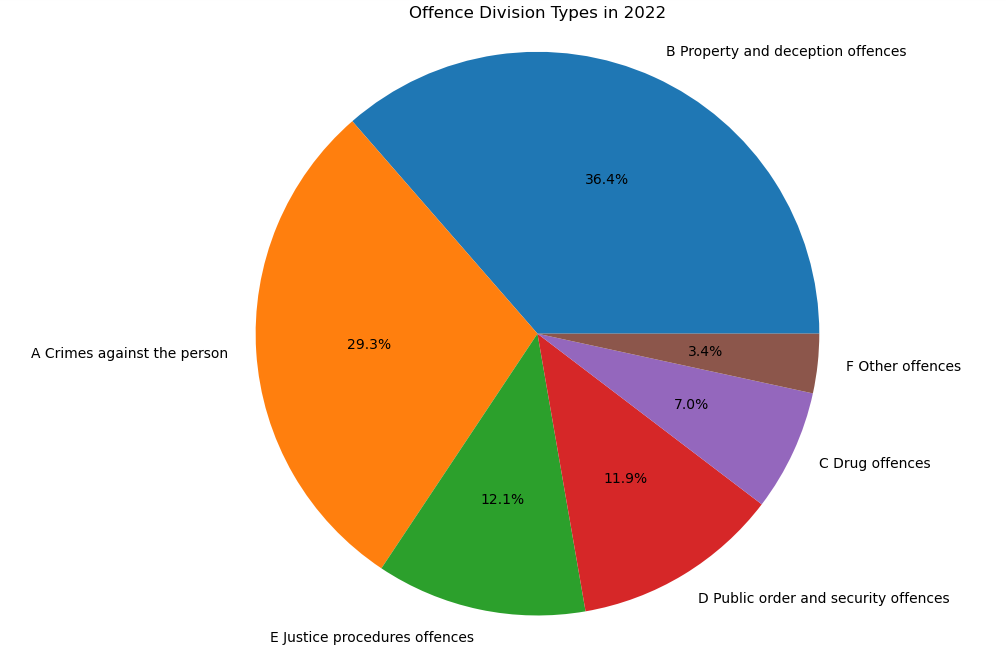 Offence Division Types in 2022
B Property and deception offences
36.4%
A Crimes against the person
29.3%
3.4%
F Other offences
7.0%
C Drug offences
11.9%
12.1%
D Public order and security offences
E Justice procedures offences